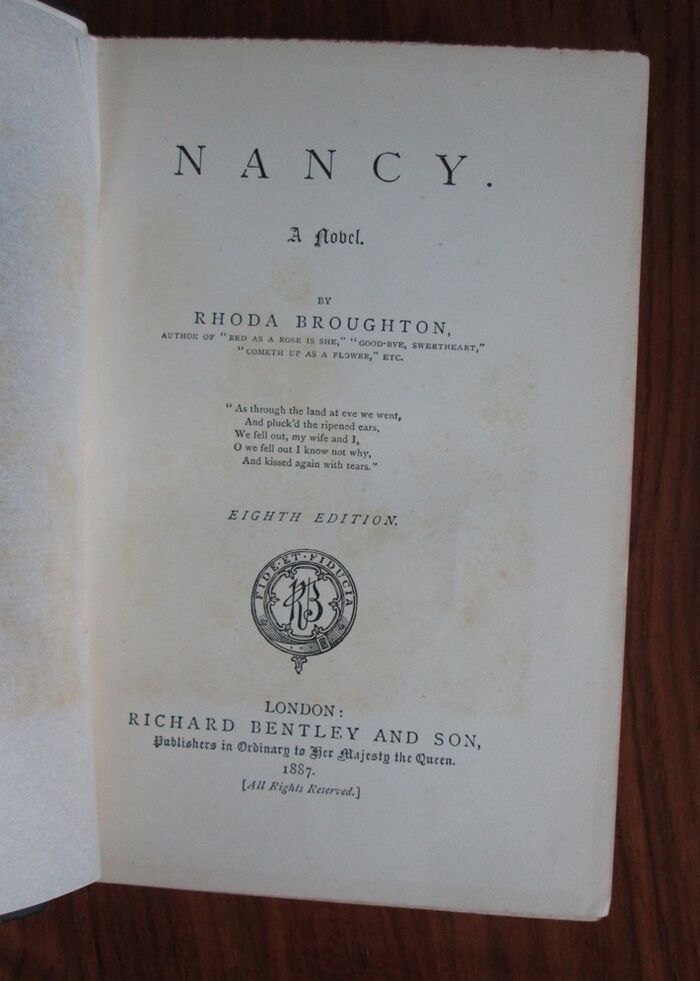 NANCY.
A Novel.
BY
RHODA BROUGHTON,
AUTHOR OF "RED AS A ROSE IS SHE," "GOOD-BYE, SWEETHEART,"
"COMETH UP AS A FLOWER," ETC.
"As through the land at eve we went,
And pluck'd the ripened ears,
We fell out, my wife and I,
O we fell out I know not why,
And kissed again with tears."
EIGHTH EDITION.
FIDE·ET·FIDUCIA
RB
LONDON:
RICHARD BENTLEY AND SON,
Publishers in Ordinary to Her Majesty the Queen.
1887.
[All Rights Reserved.]